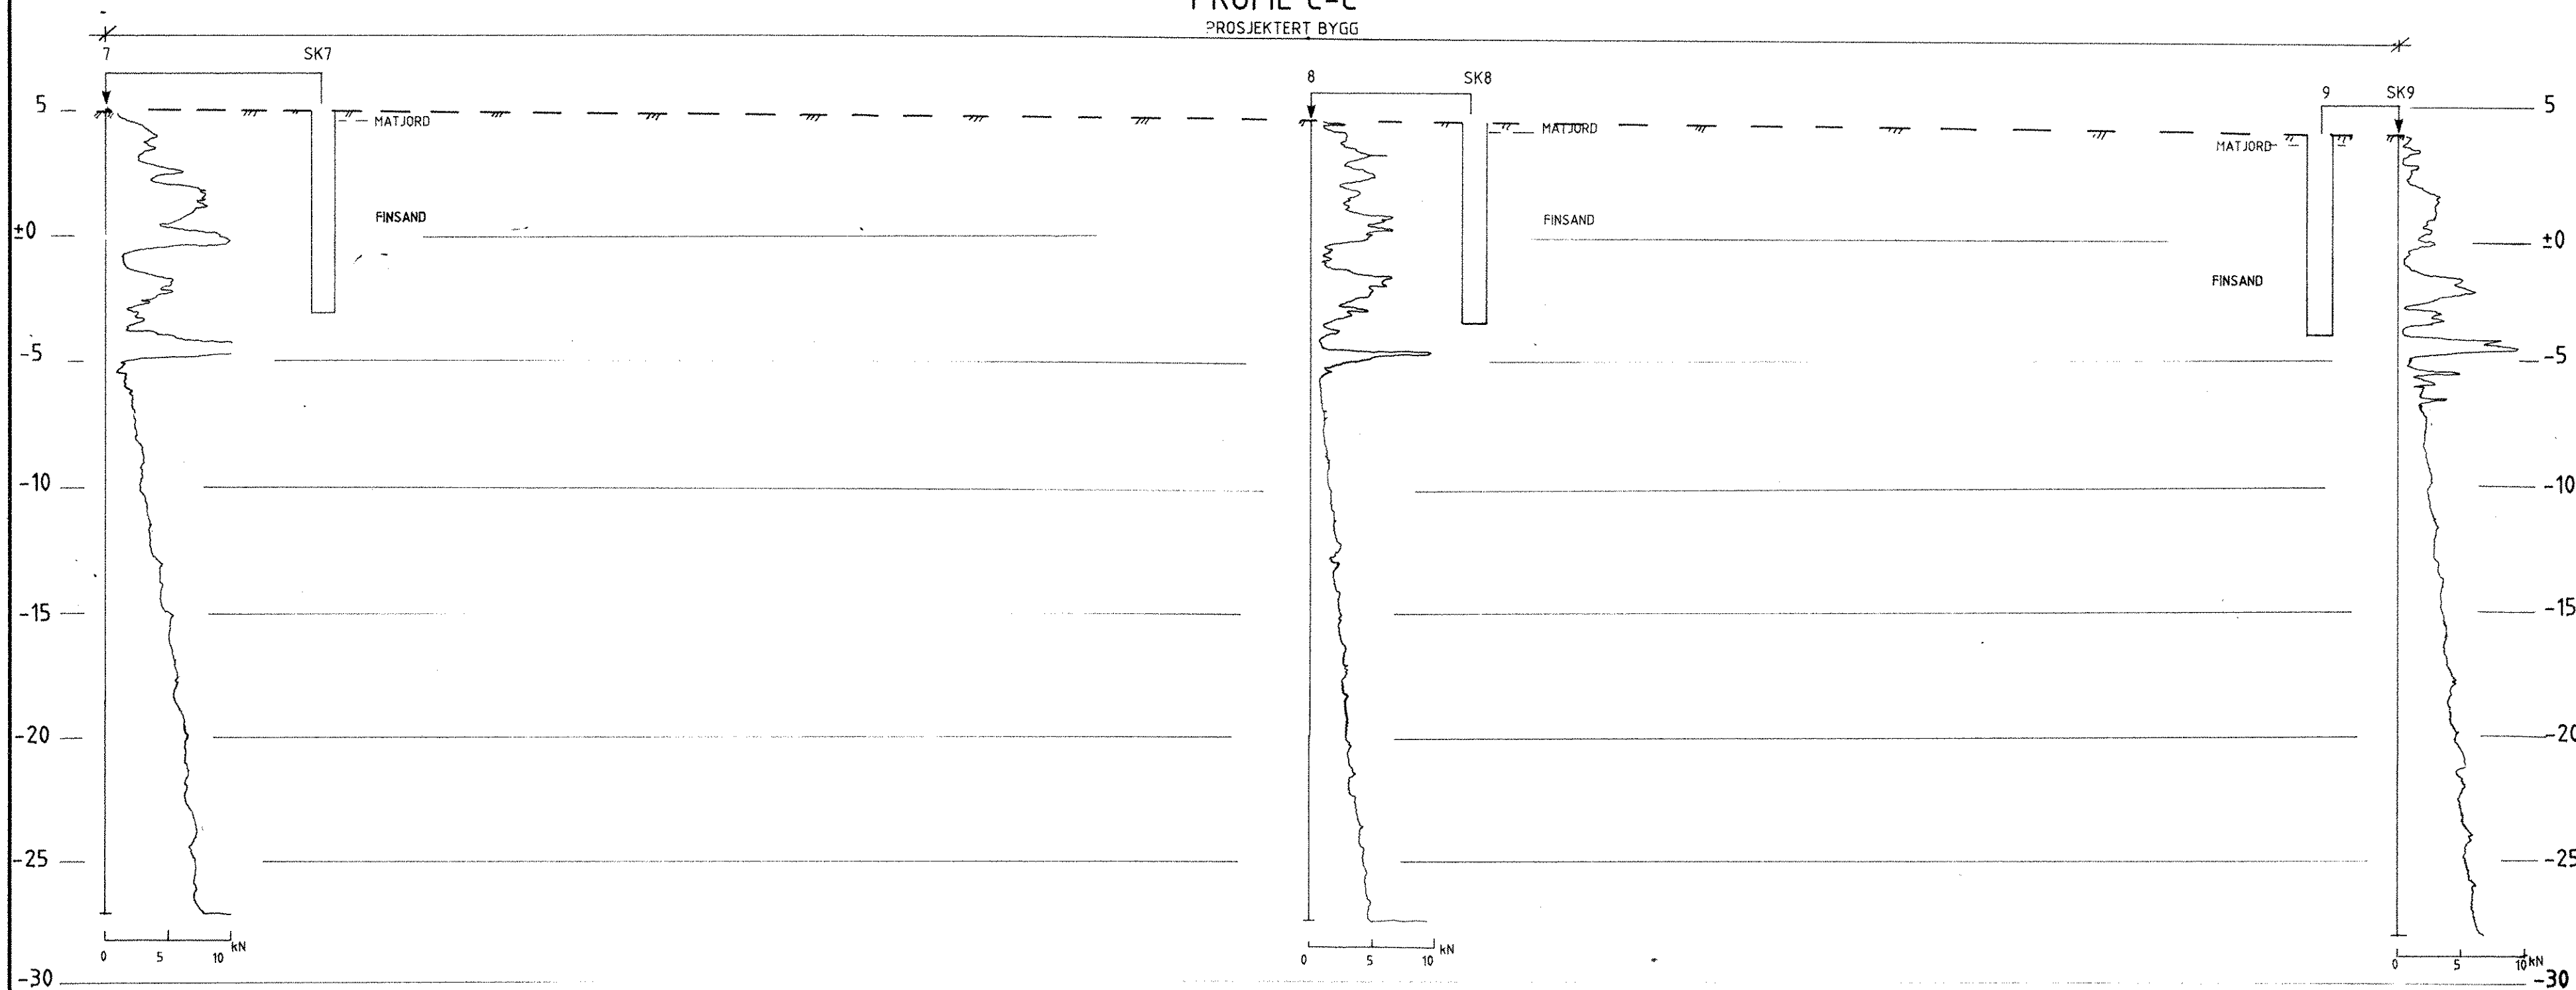 PROFIL C-C
PROSJEKTERT BYGG
7 SK7 8 SK8 9 SK9
5 5
MATJORD MATJORD MATJORD
FINSAND FINSAND FINSAND
±0 ±0
-5 -5
-10 -10
-15 -15
-20 -20
-25 -25
0 5 10 kN 0 5 10 kN 0 5 10 kN
-30 -30